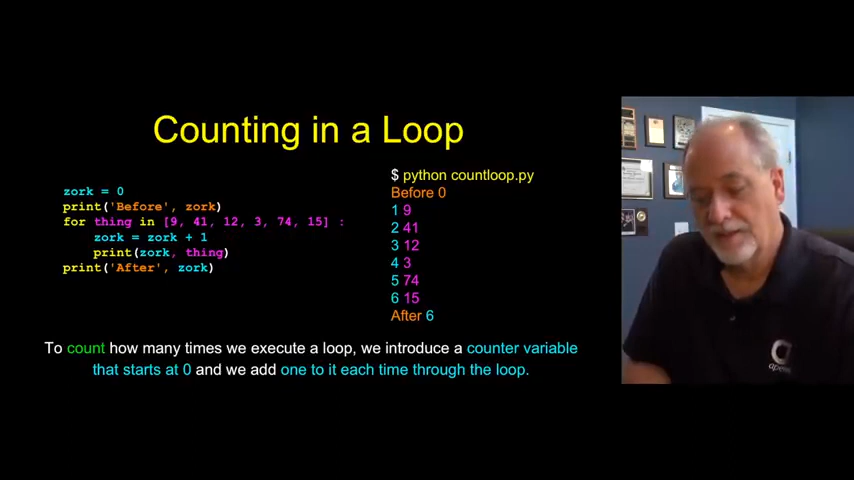 Counting in a Loop
zork = 0
print('Before', zork)
for thing in [9, 41, 12, 3, 74, 15] :
    zork = zork + 1
    print(zork, thing)
print('After', zork)
$ python countloop.py
Before 0
1 9
2 41
3 12
4 3
5 74
6 15
After 6
To count how many times we execute a loop, we introduce a counter variable
that starts at 0 and we add one to it each time through the loop.